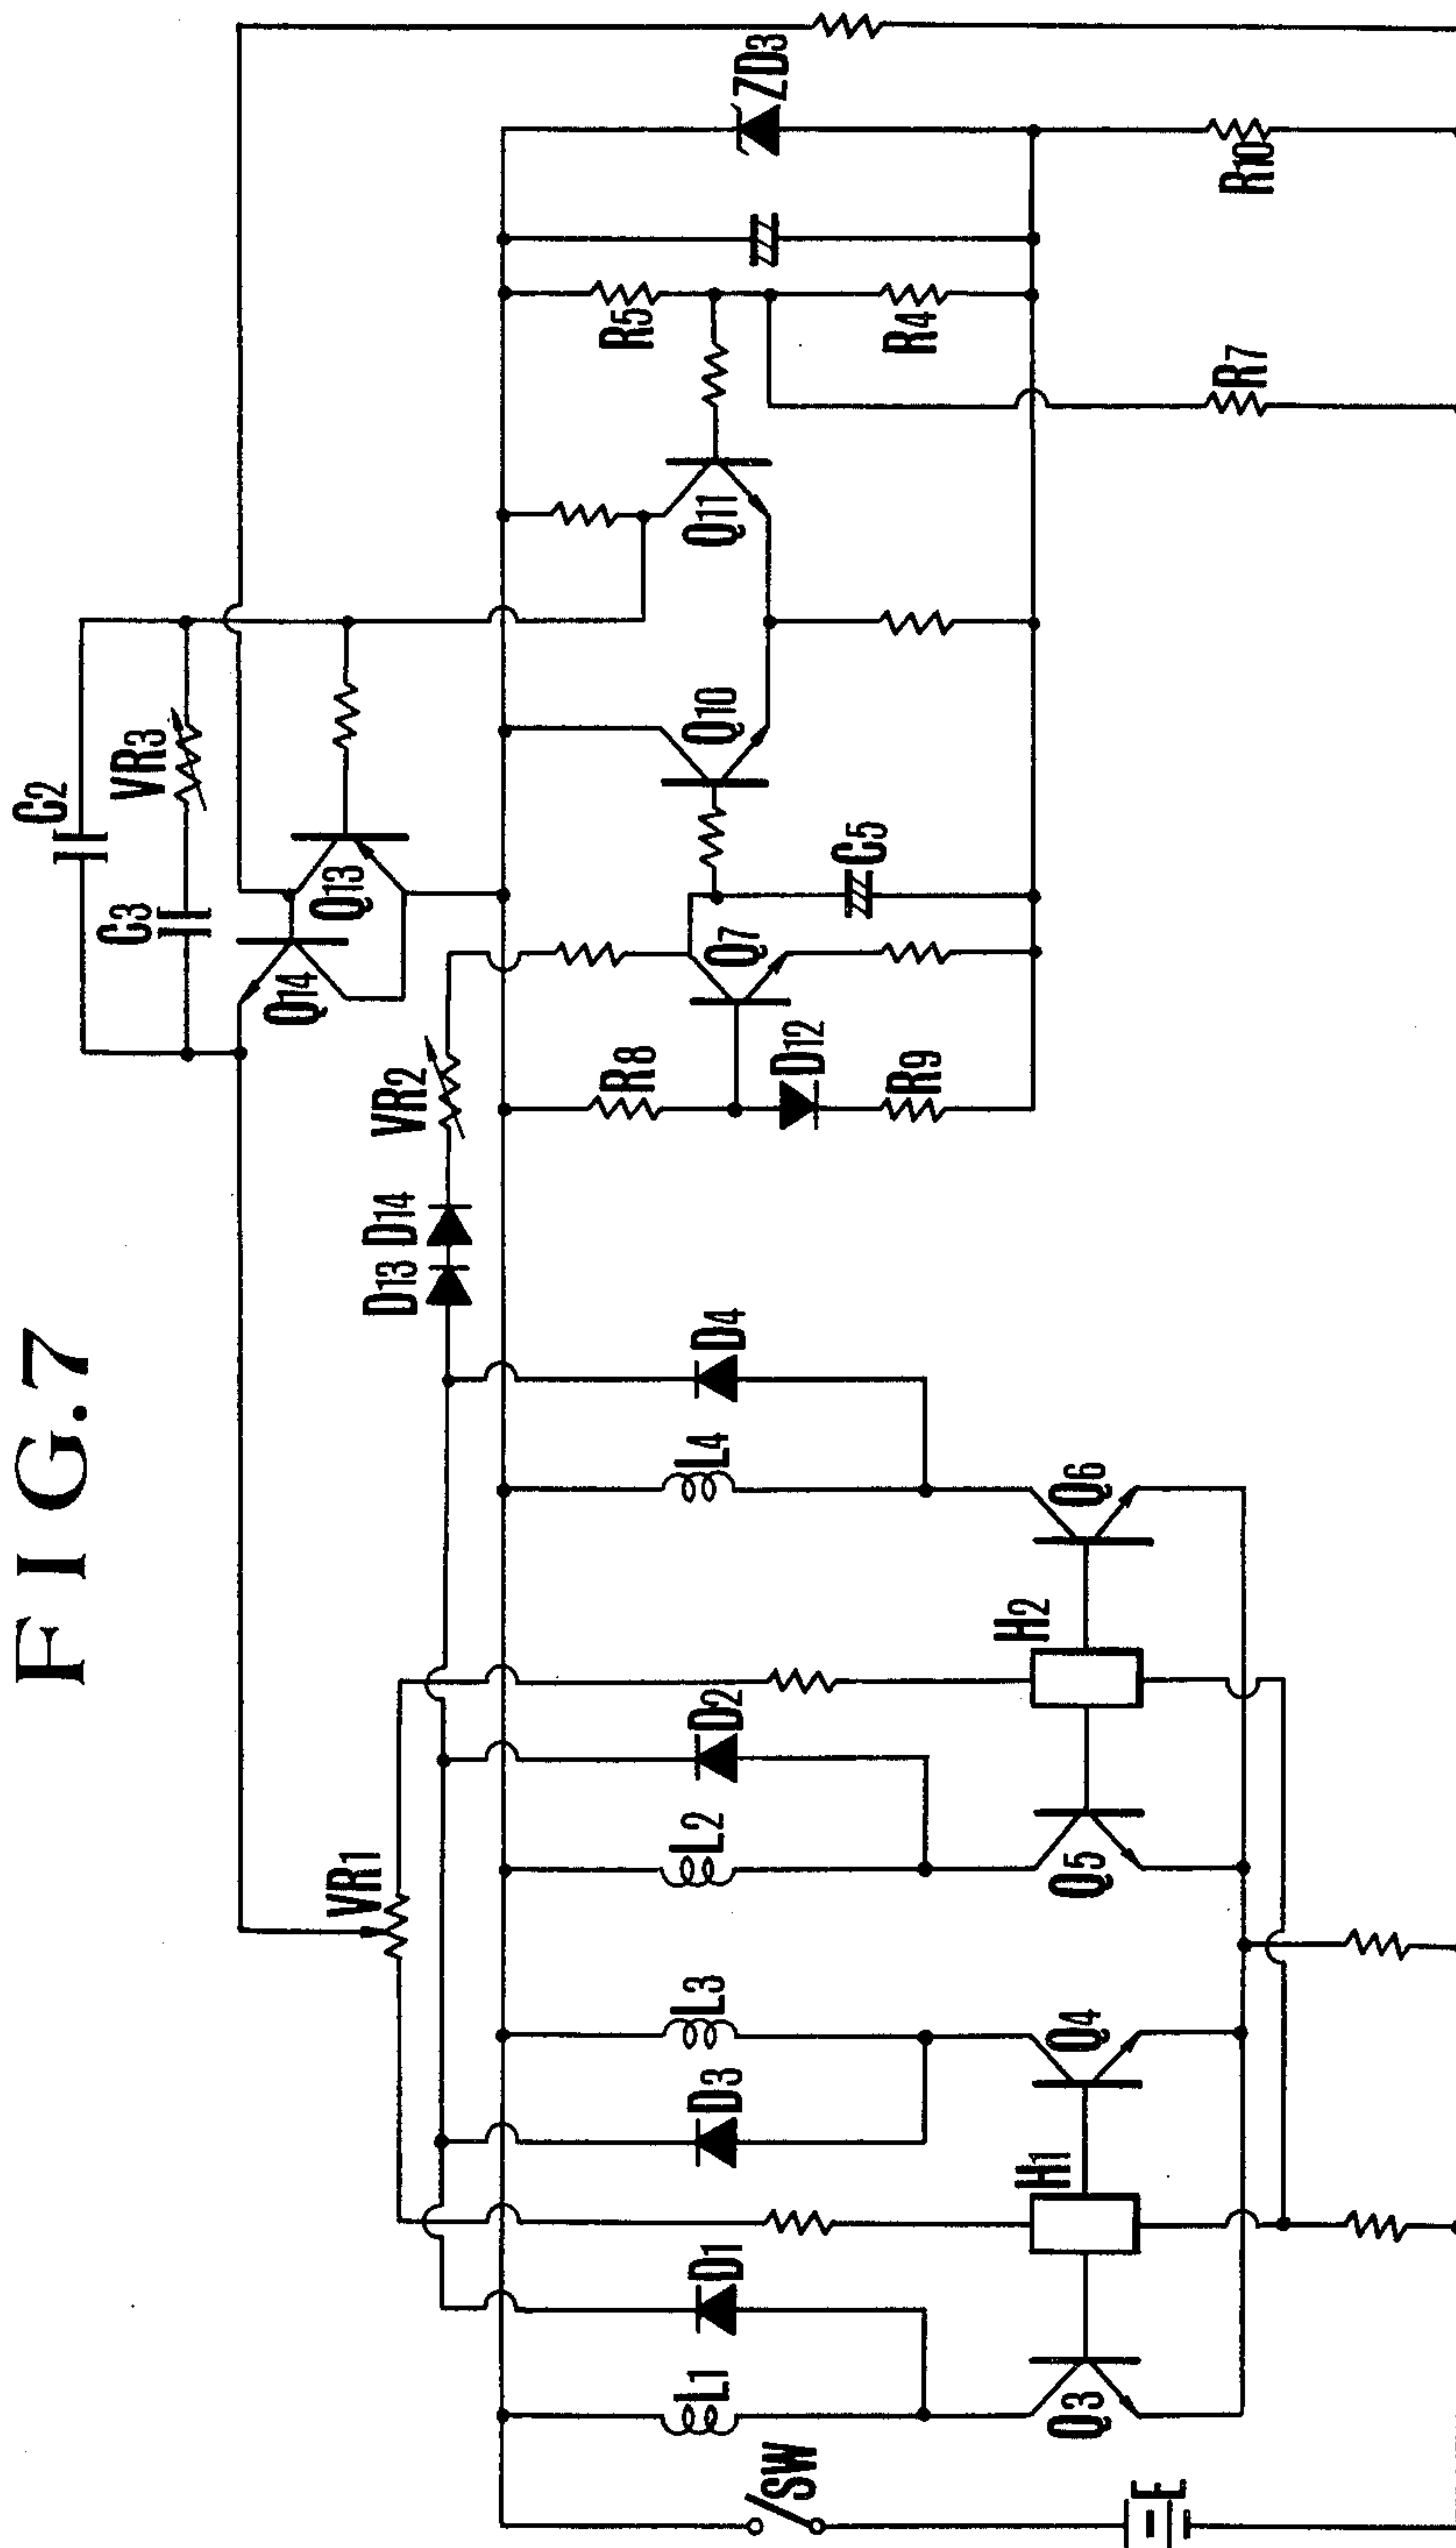 FIG.7
C2
VR3
C3
Q14
Q13
VR2
D13
D14
VR1
R8
D12
R9
Q7
C5
Q10
Q11
R5
R4
R7
ZD3
R10
L1
D1
D3
L3
L2
D2
L4
D4
SW
E
Q3
H1
Q4
Q5
H2
Q6